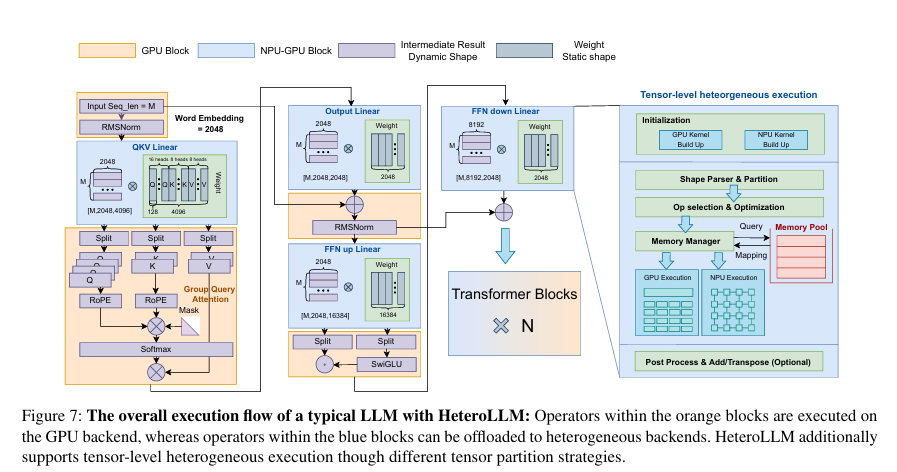 GPU Block
NPU-GPU Block
Intermediate Result
Dynamic Shape
Weight
Static shape
Input Seq_len = M
RMSNorm
Word Embedding
= 2048
QKV Linear
2048
M
16 heads 8 heads 8 heads
Q Q K K V V
Weight
[M,2048,4096]
128 4096
Split
Split
Split
Q
Q
Q
K
K
V
V
RoPE
RoPE
Group Query
Attention
Mask
Softmax
Output Linear
2048
M
Weight
2048
[M,2048,2048]
RMSNorm
FFN up Linear
2048
M
Weight
16384
[M,2048,16384]
Split
Split
SwiGLU
FFN down Linear
8192
M
Weight
2048
[M,8192,2048]
Transformer Blocks
N
Tensor-level heteorgeneous execution
Initialization
GPU Kernel
Build Up
NPU Kernel
Build Up
Shape Parser & Partition
Op selection & Optimization
Memory Manager
Query
Mapping
Memory Pool
GPU Execution
NPU Execution
Post Process & Add/Transpose (Optional)
Figure 7: The overall execution flow of a typical LLM with HeteroLLM: Operators within the orange blocks are executed on
the GPU backend, whereas operators within the blue blocks can be offloaded to heterogeneous backends. HeteroLLM additionally
supports tensor-level heterogeneous execution though different tensor partition strategies.